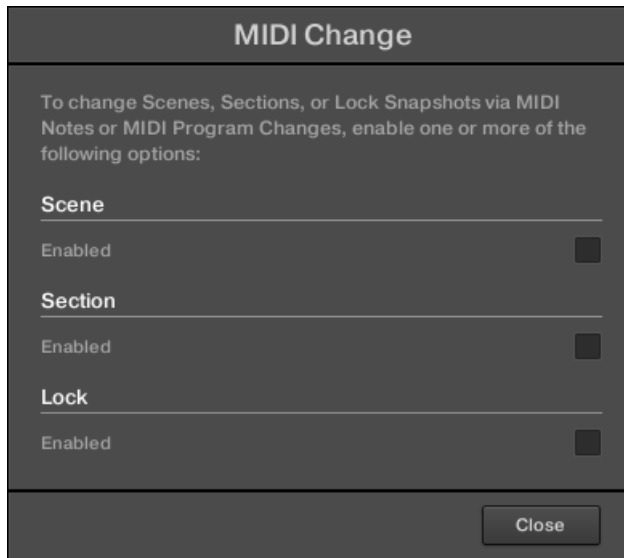 MIDI Change
To change Scenes, Sections, or Lock Snapshots via MIDI
Notes or MIDI Program Changes, enable one or more of the
following options:
Scene
Enabled
Section
Enabled
Lock
Enabled
Close